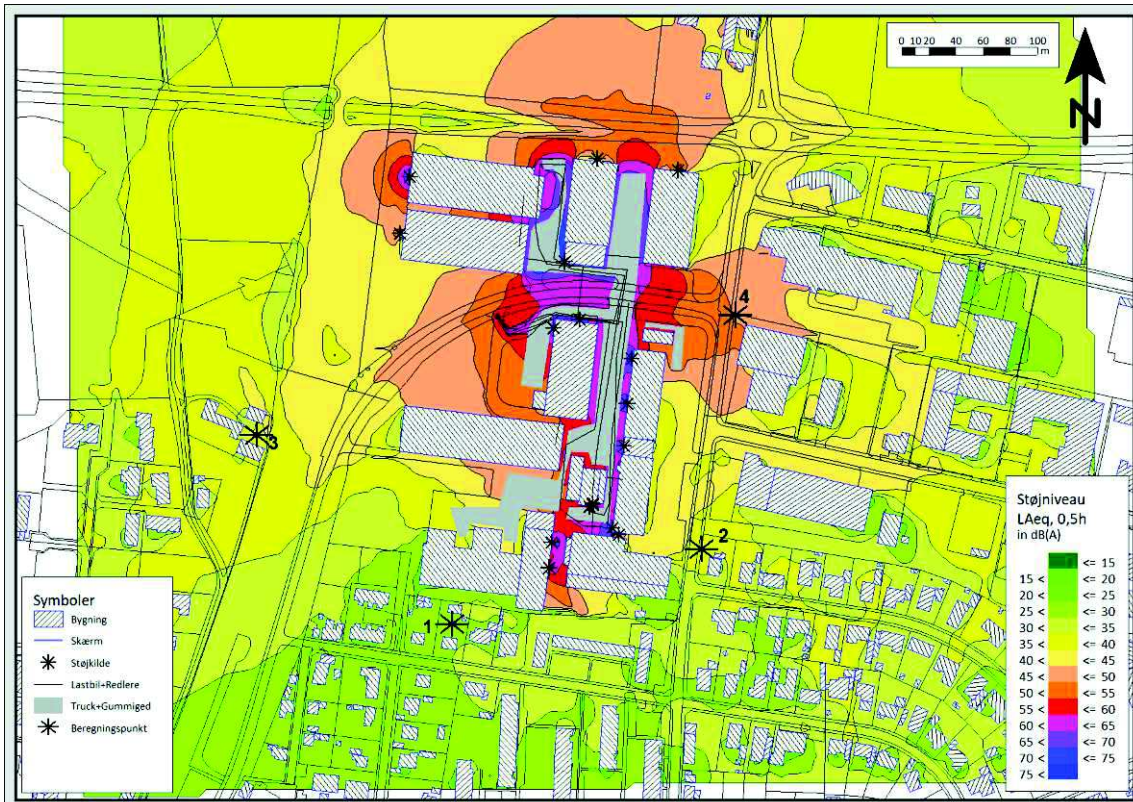 0 10 20 40 60 80 100
m
N
4
3
2
1
Symboler
Bygning
Skærm
Støjkilde
Lastbil+Redlere
Truck+Gummiged
Beregningspunkt
Støjniveau
LAeq, 0,5h
in dB(A)
<= 15
15 < <= 20
20 < <= 25
25 < <= 30
30 < <= 35
35 < <= 40
40 < <= 45
45 < <= 50
50 < <= 55
55 < <= 60
60 < <= 65
65 < <= 70
70 < <= 75
75 <